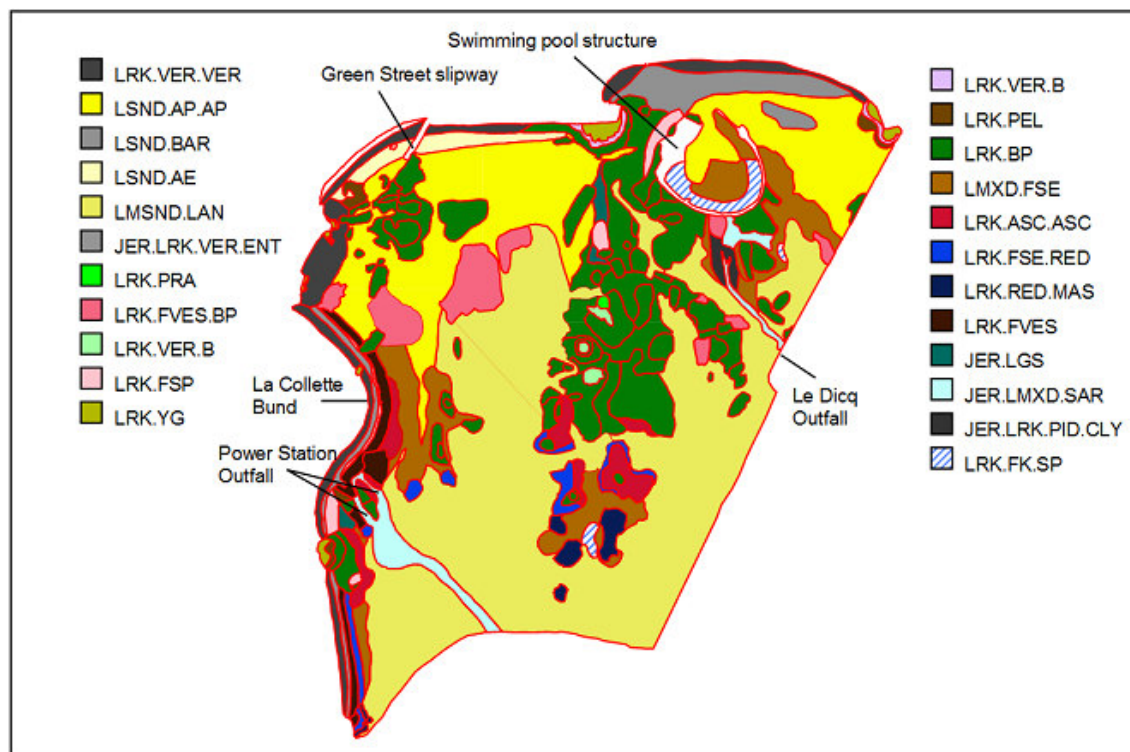 Swimming pool structure
Green Street slipway
LRK.VER.VER
LSND.AP.AP
LSND.BAR
LSND.AE
LMSND.LAN
JER.LRK.VER.ENT
LRK.PRA
LRK.FVES.BP
LRK.VER.B
LRK.FSP
LRK.YG
La Collette
Bund
Power Station
Outfall
Le Dicq
Outfall
LRK.VER.B
LRK.PEL
LRK.BP
LMXD.FSE
LRK.ASC.ASC
LRK.FSE.RED
LRK.RED.MAS
LRK.FVES
JER.LGS
JER.LMXD.SAR
JER.LRK.PID.CLY
LRK.FK.SP